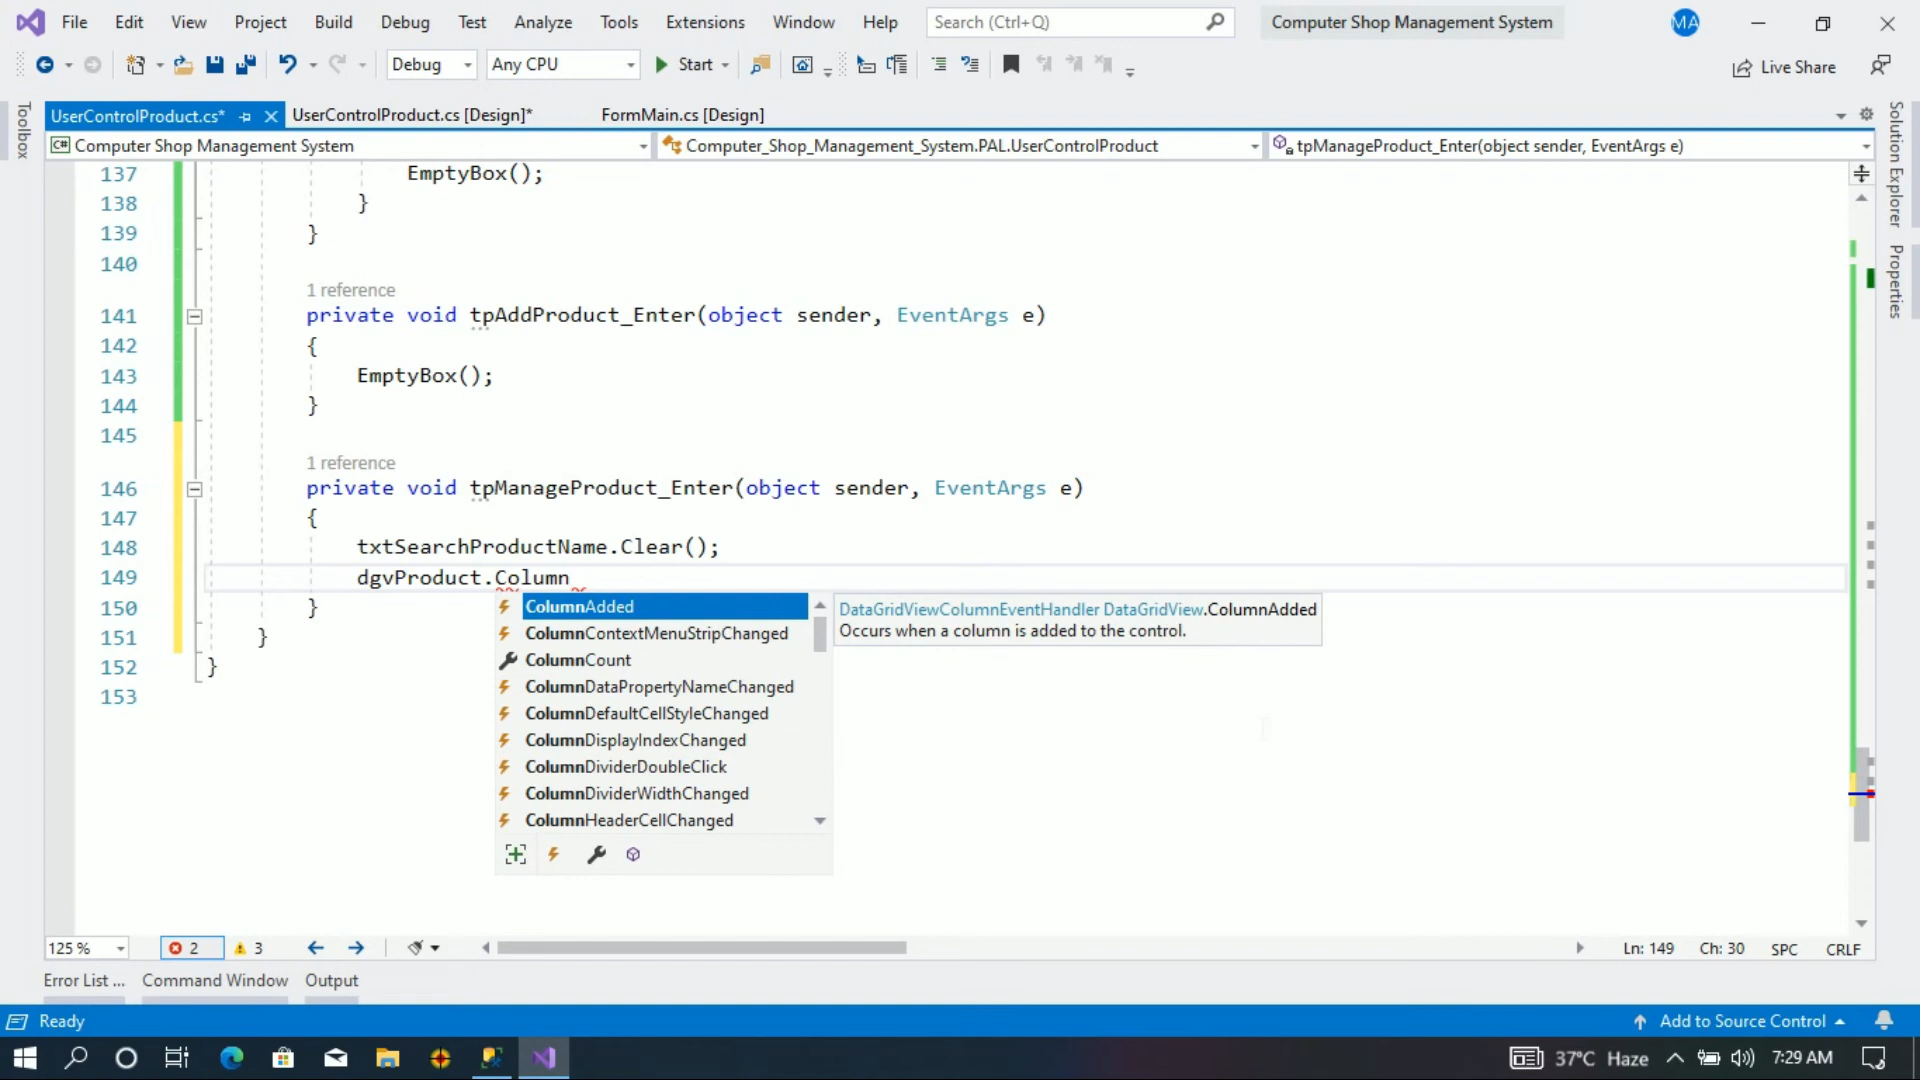 File Edit View Project Build Debug Test Analyze Tools Extensions Window Help Search (Ctrl+Q) Computer Shop Management System MA
Debug Any CPU Start Live Share
Toolbox
UserControlProduct.cs* UserControlProduct.cs [Design]* FormMain.cs [Design]
C# Computer Shop Management System Computer_Shop_Management_System.PAL.UserControlProduct tpManageProduct_Enter(object sender, EventArgs e)
Solution Explorer
Properties
137 EmptyBox();
138 }
139 }
140
1 reference
141 private void tpAddProduct_Enter(object sender, EventArgs e)
142 {
143 EmptyBox();
144 }
145
1 reference
146 private void tpManageProduct_Enter(object sender, EventArgs e)
147 {
148 txtSearchProductName.Clear();
149 dgvProduct.Column
150 }
151 }
152 }
153
ColumnAdded
ColumnContextMenuStripChanged
ColumnCount
ColumnDataPropertyNameChanged
ColumnDefaultCellStyleChanged
ColumnDisplayIndexChanged
ColumnDividerDoubleClick
ColumnDividerWidthChanged
ColumnHeaderCellChanged
DataGridViewColumnEventHandler DataGridView.ColumnAdded
Occurs when a column is added to the control.
125 % 2 3 Ln: 149 Ch: 30 SPC CRLF
Error List ... Command Window Output
Ready Add to Source Control
37°C Haze 7:29 AM